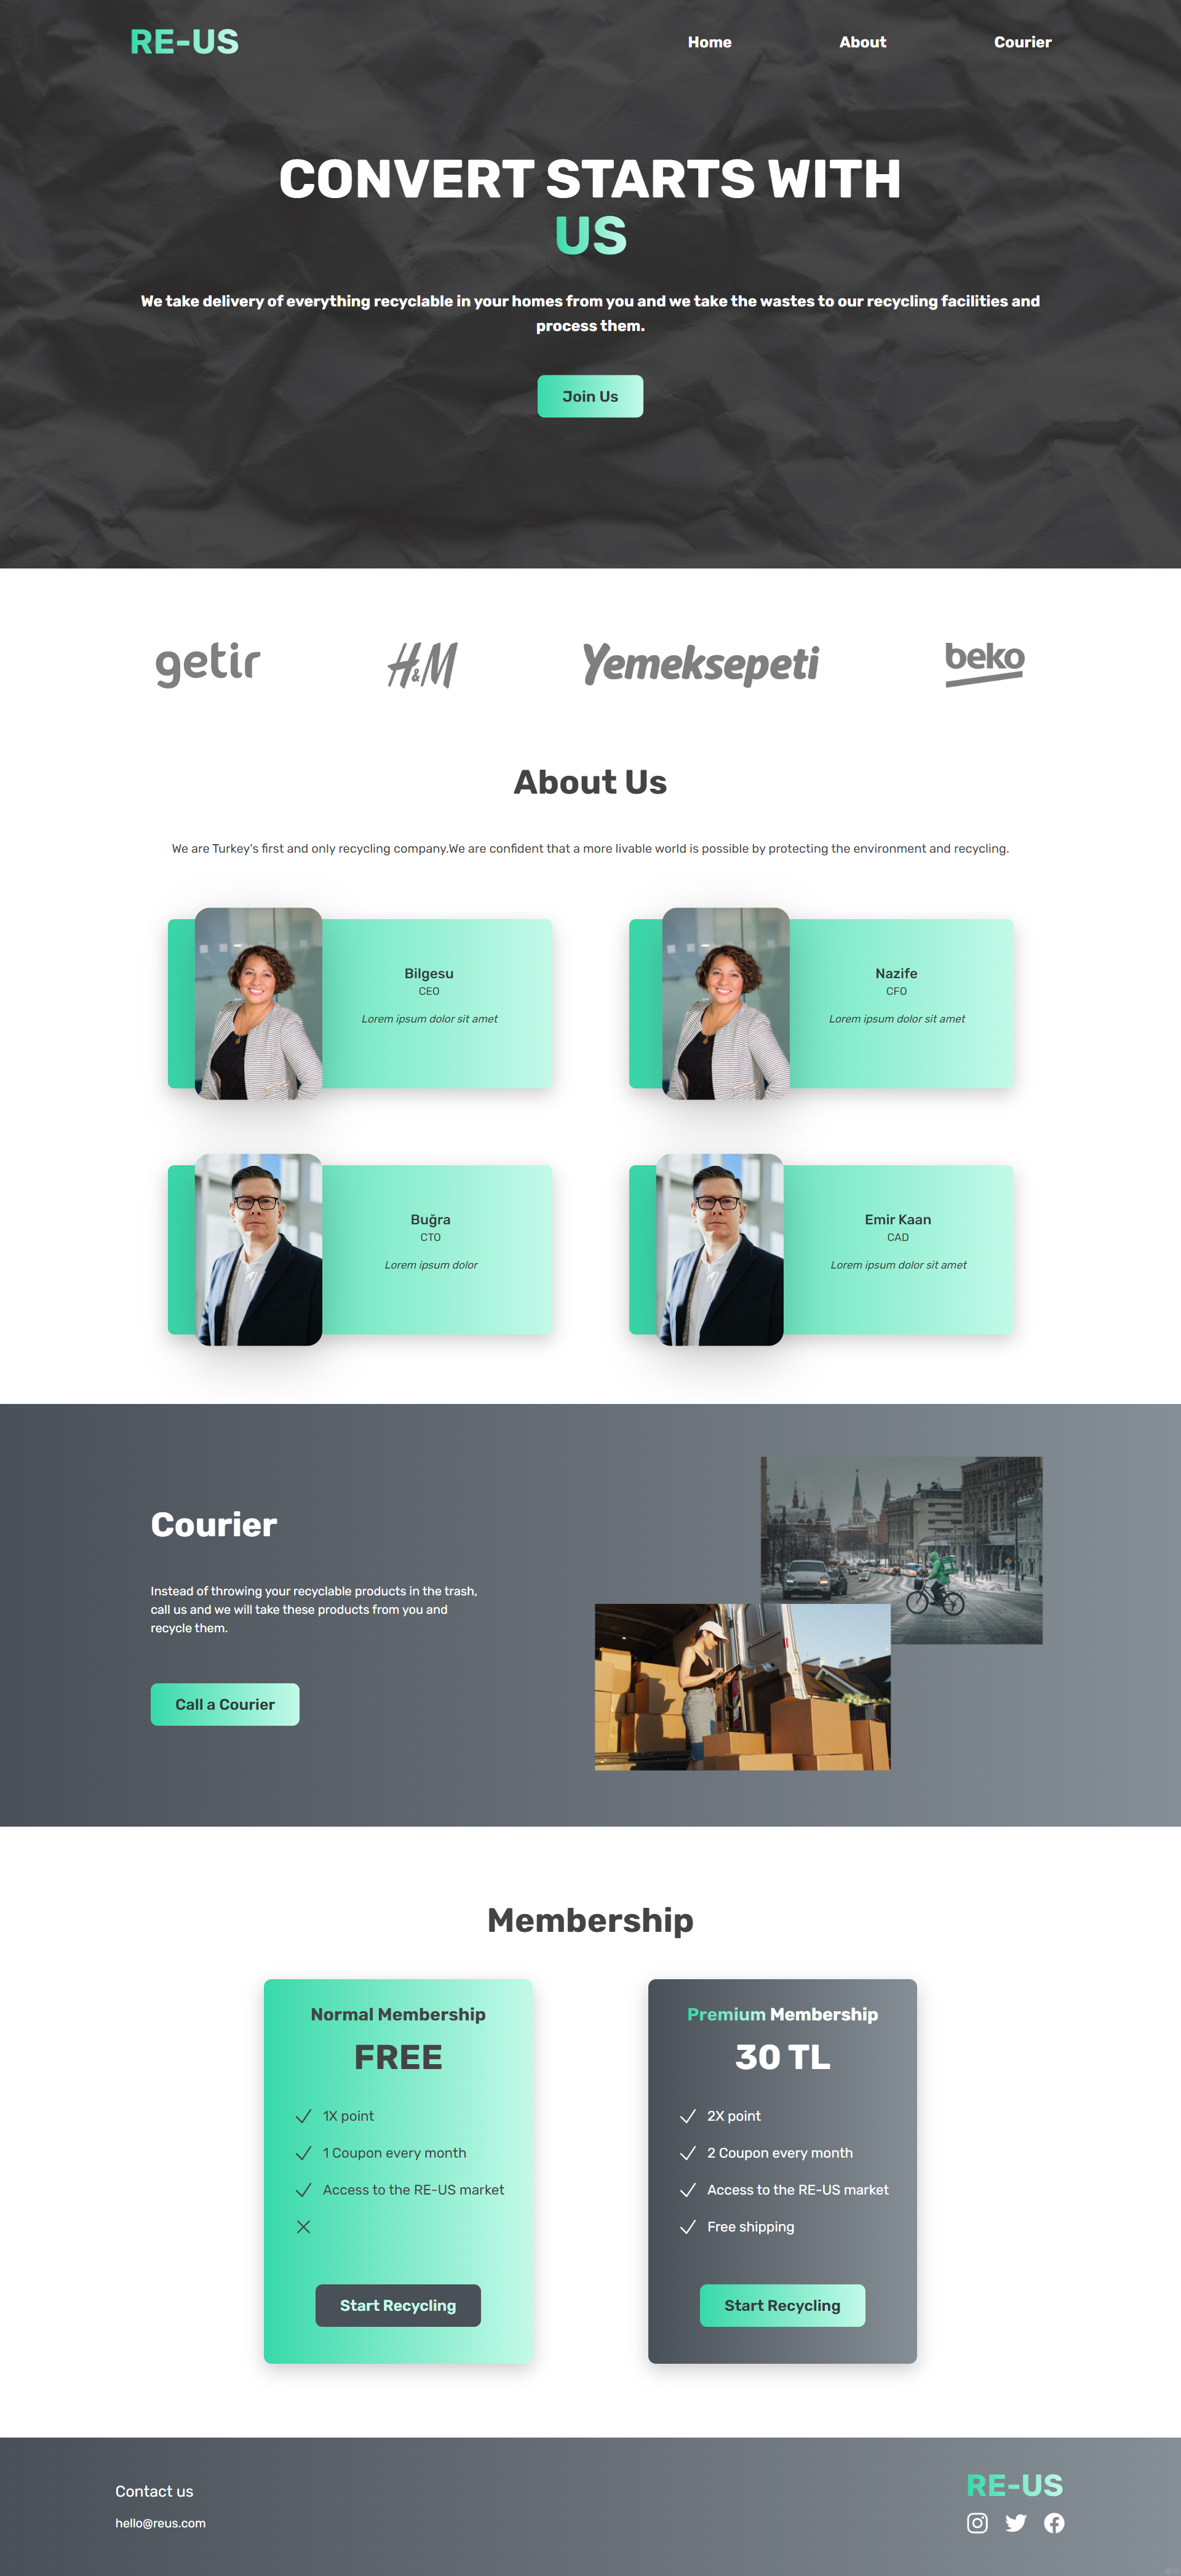 RE-US
Home
About
Courier
CONVERT STARTS WITH
US
We take delivery of everything recyclable in your homes from you and we take the wastes to our recycling facilities and
process them.
Join Us
getir
H&M
Yemeksepeti
beko
About Us
We are Turkey's first and only recycling company.We are confident that a more livable world is possible by protecting the environment and recycling.
Bilgesu
CEO
Lorem ipsum dolor sit amet
Nazife
CFO
Lorem ipsum dolor sit amet
Buğra
CTO
Lorem ipsum dolor
Emir Kaan
CAD
Lorem ipsum dolor sit amet
Courier
Instead of throwing your recyclable products in the trash,
call us and we will take these products from you and
recycle them.
Call a Courier
Membership
Normal Membership
FREE
1X point
1 Coupon every month
Access to the RE-US market
Start Recycling
Premium Membership
30 TL
2X point
2 Coupon every month
Access to the RE-US market
Free shipping
Start Recycling
Contact us
hello@reus.com
RE-US